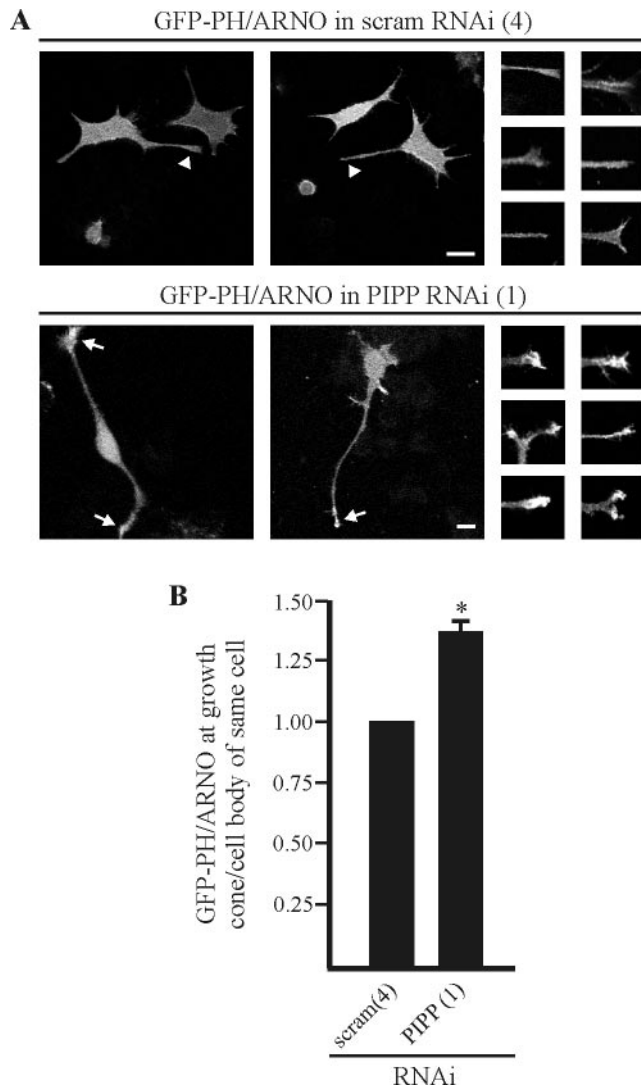 A
GFP-PH/ARNO in scram RNAi (4)
GFP-PH/ARNO in PIPP RNAi (1)
B
GFP-PH/ARNO at growth
cone/cell body of same cell
1.50
1.25
1.00
0.75
0.50
0.25
*
scram(4)
PIPP (1)
RNAi